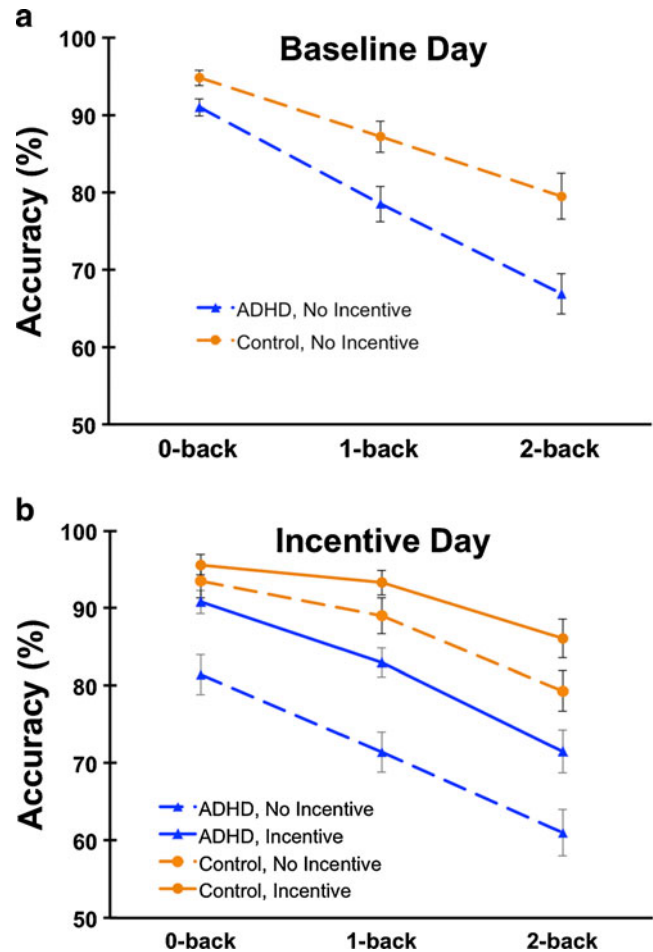 a
Baseline Day
Accuracy (%)
100
90
80
70
60
50
ADHD, No Incentive
Control, No Incentive
0-back 1-back 2-back
b
Incentive Day
Accuracy (%)
100
90
80
70
60
50
ADHD, No Incentive
ADHD, Incentive
Control, No Incentive
Control, Incentive
0-back 1-back 2-back